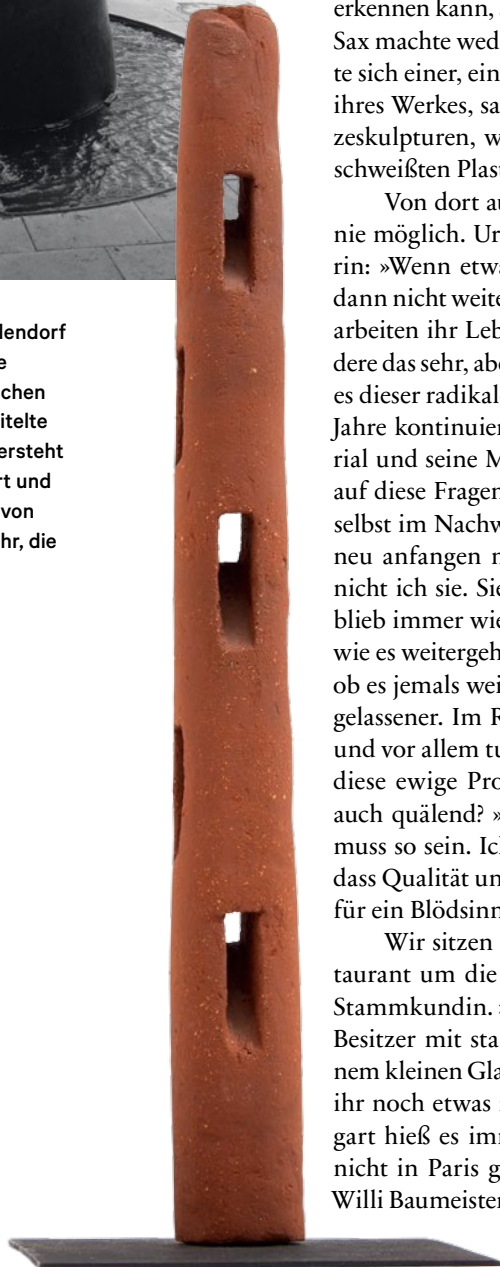 lendorf
e
chen
itelte
ersteht
rt und
von
hr, die
erkennen kann,
Sax machte wed
te sich einer, ein
ihres Werkes, sa
zeskulpturen, w
schweißten Plast
Von dort au
nie möglich. Ur
rin: »Wenn etwa
dann nicht weite
arbeiten ihr Leb
dere das sehr, abe
es dieser radikal
Jahre kontinuier
rial und seine M
auf diese Fragen
selbst im Nachw
neu anfangen m
nicht ich sie. Sie
blieb immer wie
wie es weitergeh
ob es jemals wei
gelassener. Im R
und vor allem tu
diese ewige Pro
auch quälend? »
muss so sein. Ich
dass Qualität un
für ein Blödsinn
Wir sitzen
taurant um die
Stammkundin. »
Besitzer mit sta
nem kleinen Gla
ihr noch etwas
gart hieß es imm
nicht in Paris g
Willi Baumeister